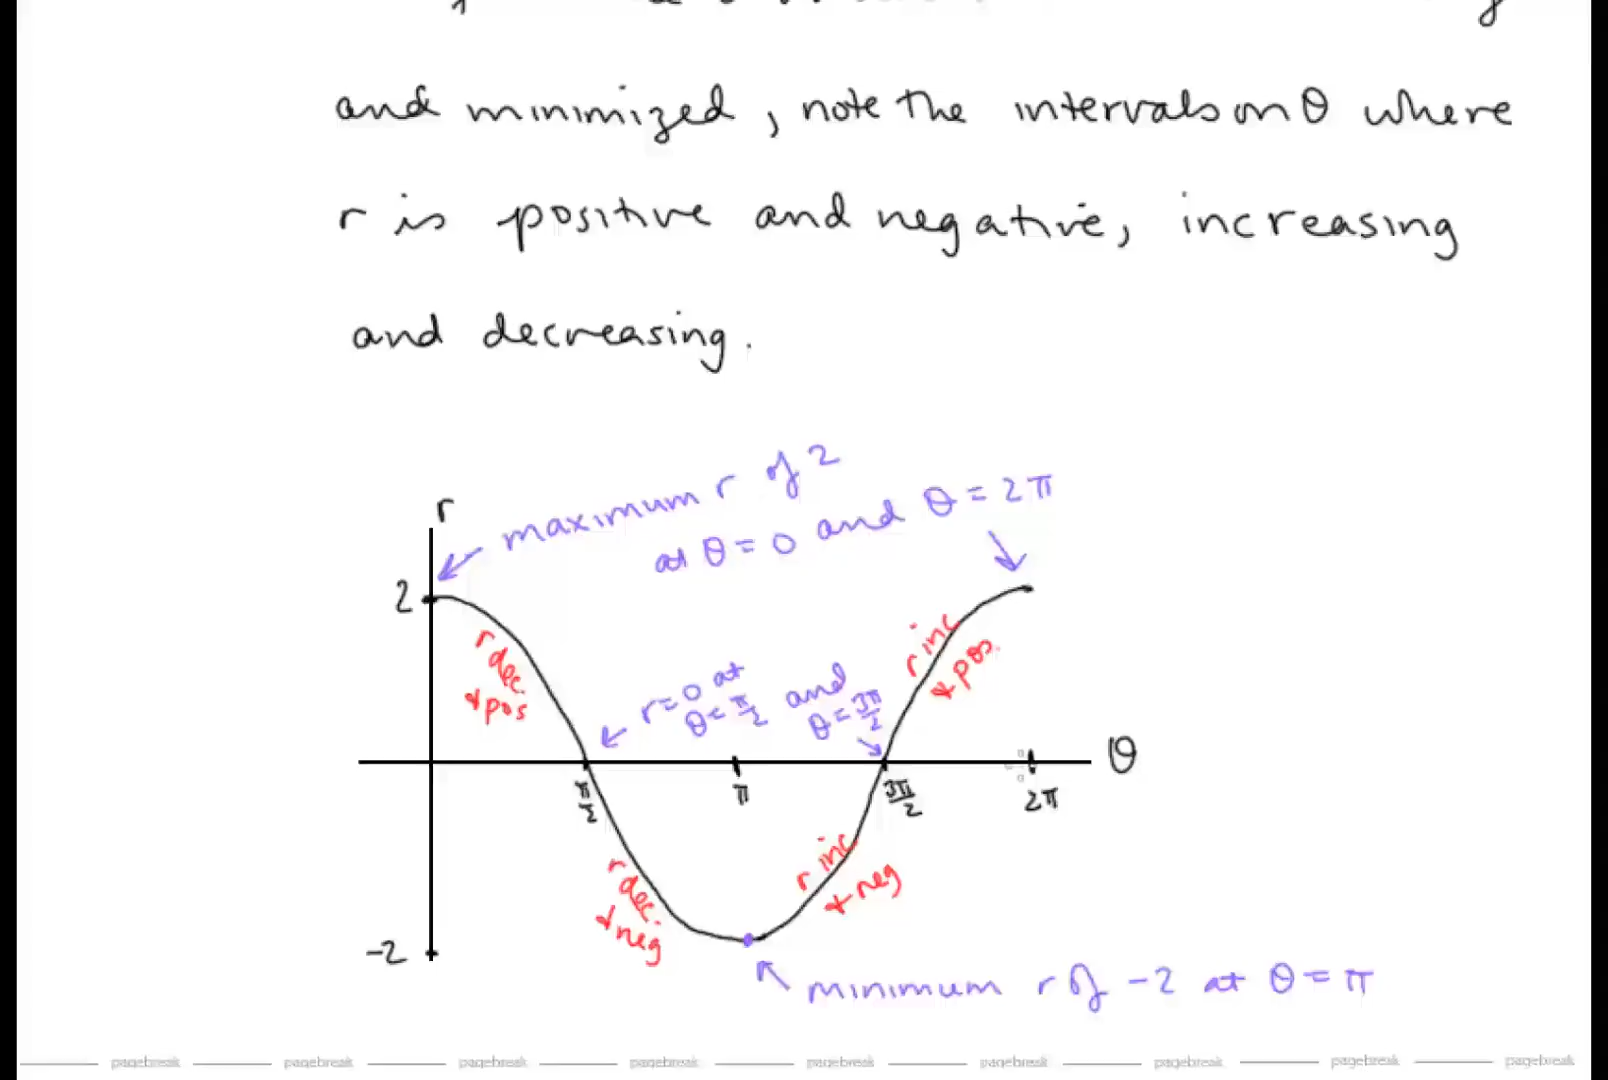 and minimized, note the intervals on θ where
r is positive and negative, increasing
and decreasing.
maximum r of 2
at θ = 0 and θ = 2π
r
2
r dec.
& pos
r=0 at
θ = π/2 and
θ = 3π/2
r inc
& pos.
θ
π/2
π
3π/2
2π
r dec.
& neg
r inc
& neg
-2
minimum r of -2 at θ = π
pagebreak pagebreak pagebreak pagebreak pagebreak pagebreak pagebreak pagebreak pagebreak